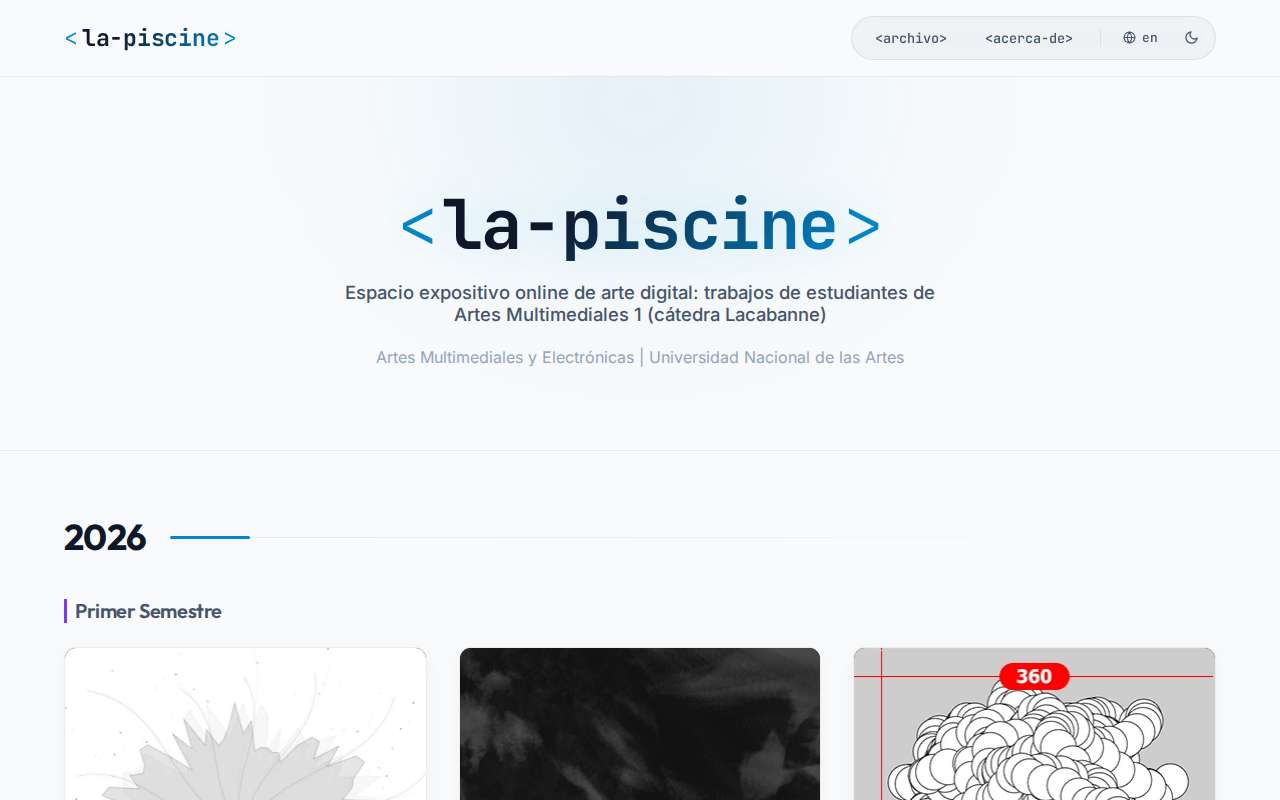 <la-piscine>
<archivo> <acerca-de> en
<la-piscine>
Espacio expositivo online de arte digital: trabajos de estudiantes de
Artes Multimediales 1 (cátedra Lacabanne)
Artes Multimediales y Electrónicas | Universidad Nacional de las Artes
2026
Primer Semestre
360